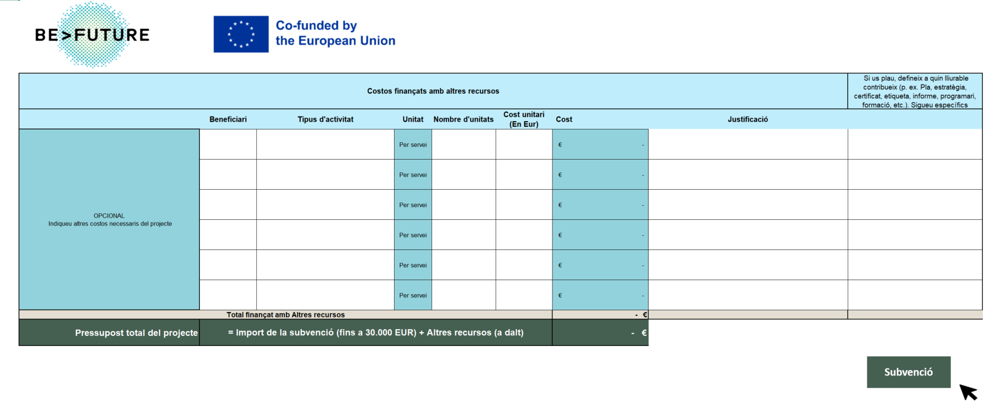 BE>FUTURE
Co-funded by
the European Union
Costos finançats amb altres recursos
Si us plau, defineix a quin lliurable
contribueix (p. ex. Pla, estratègia,
certificat, etiqueta, informe, programari,
formació, etc.). Sigueu específics
Beneficiari
Tipus d'activitat
Unitat
Nombre d'unitats
Cost unitari
(En Eur)
Cost
Justificació
OPCIONAL
Indiqueu altres costos necessaris del projecte
Per servei
€ -
Per servei
€ -
Per servei
€ -
Per servei
€ -
Per servei
€ -
Per servei
€ -
Total finançat amb Altres recursos
- €
Pressupost total del projecte
= Import de la subvenció (fins a 30.000 EUR) + Altres recursos (a dalt)
- €
Subvenció